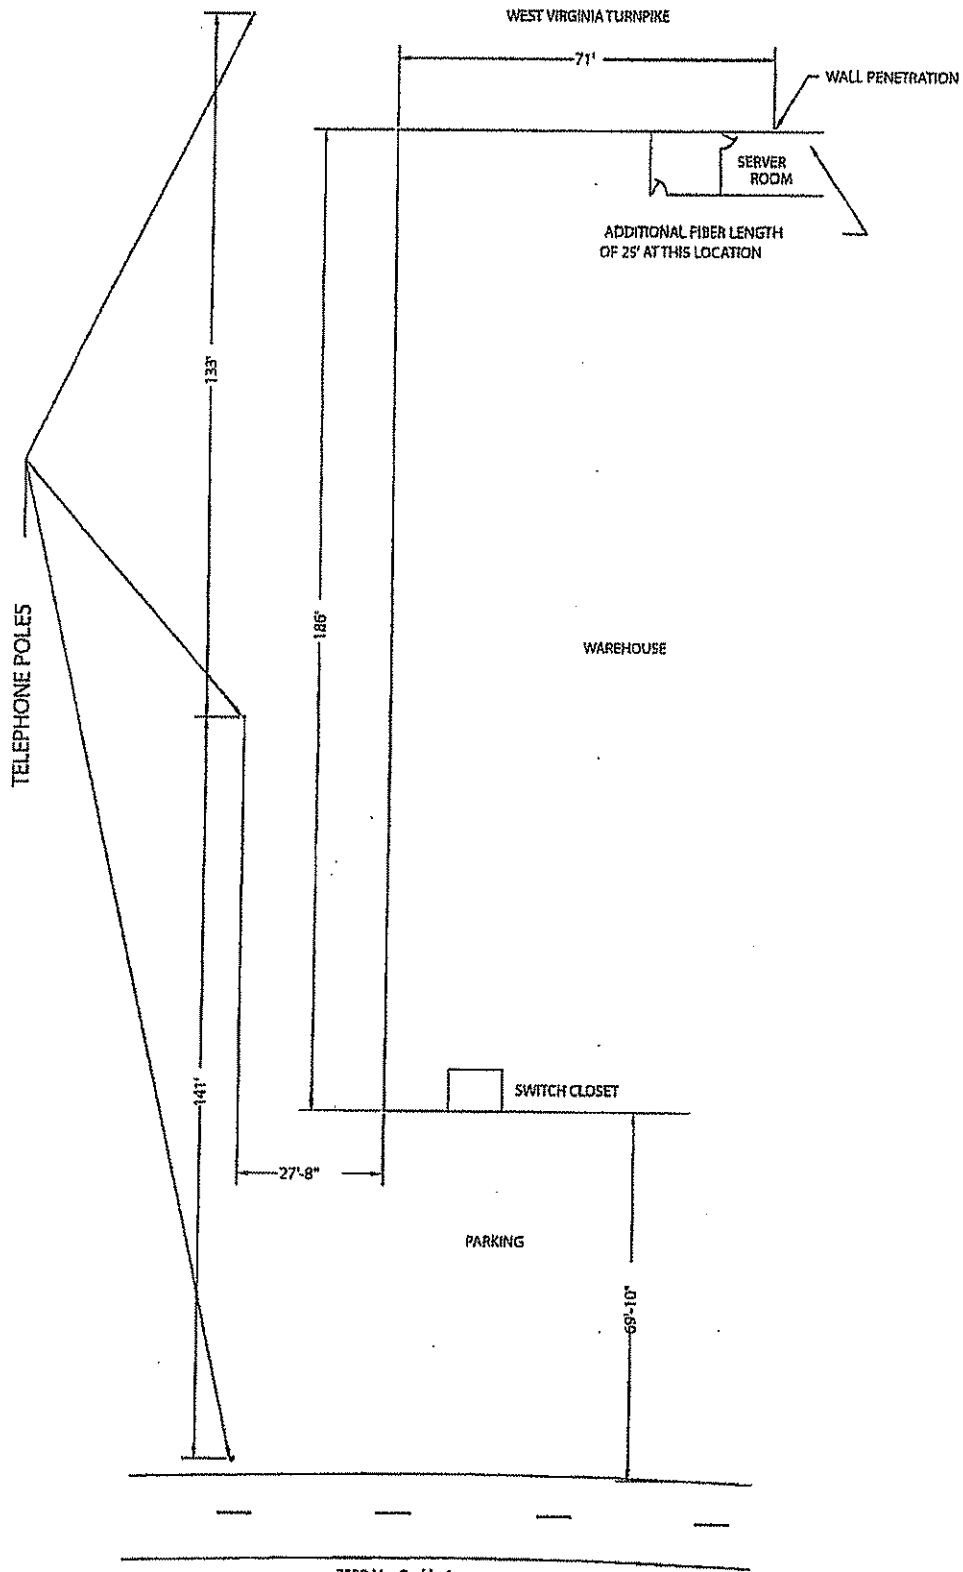 WEST VIRGINIA TURNPIKE
71'
WALL PENETRATION
SERVER
ROOM
ADDITIONAL FIBER LENGTH
OF 25' AT THIS LOCATION
133'
186'
TELEPHONE POLES
WAREHOUSE
141'
SWITCH CLOSET
27'-8"
PARKING
69'-10"